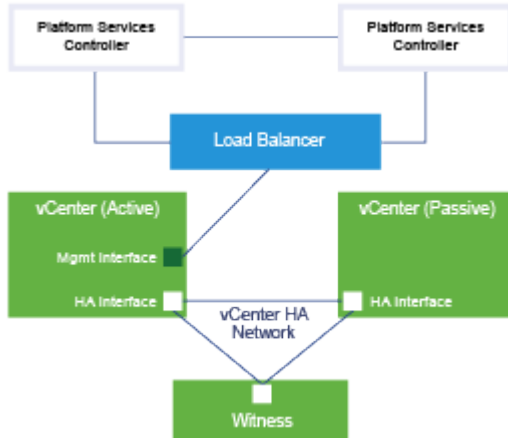 Platform Services
Controller
Platform Services
Controller
Load Balancer
vCenter (Active)
vCenter (Passive)
Mgmt Interface
HA Interface
HA Interface
vCenter HA
Network
Witness